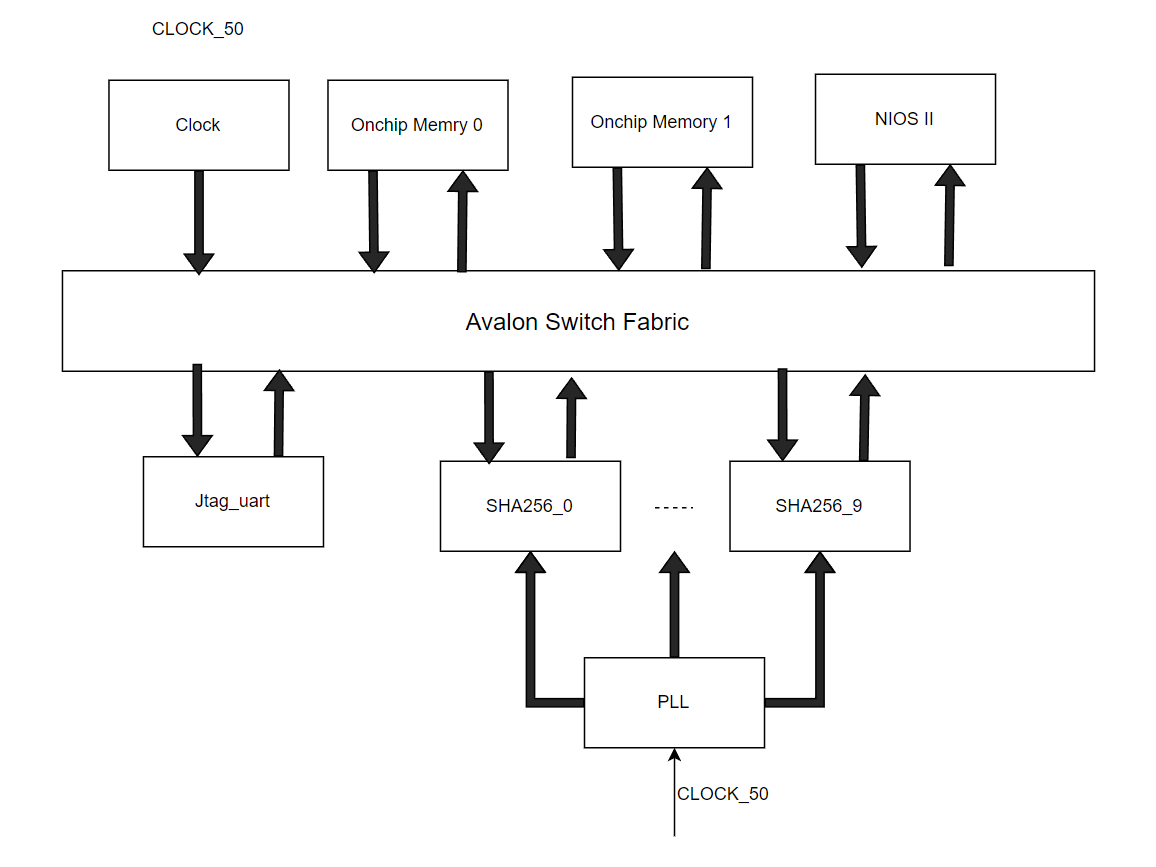 CLOCK_50
Clock
Onchip Memry 0
Onchip Memory 1
NIOS II
Avalon Switch Fabric
Jtag_uart
SHA256_0
SHA256_9
PLL
CLOCK_50